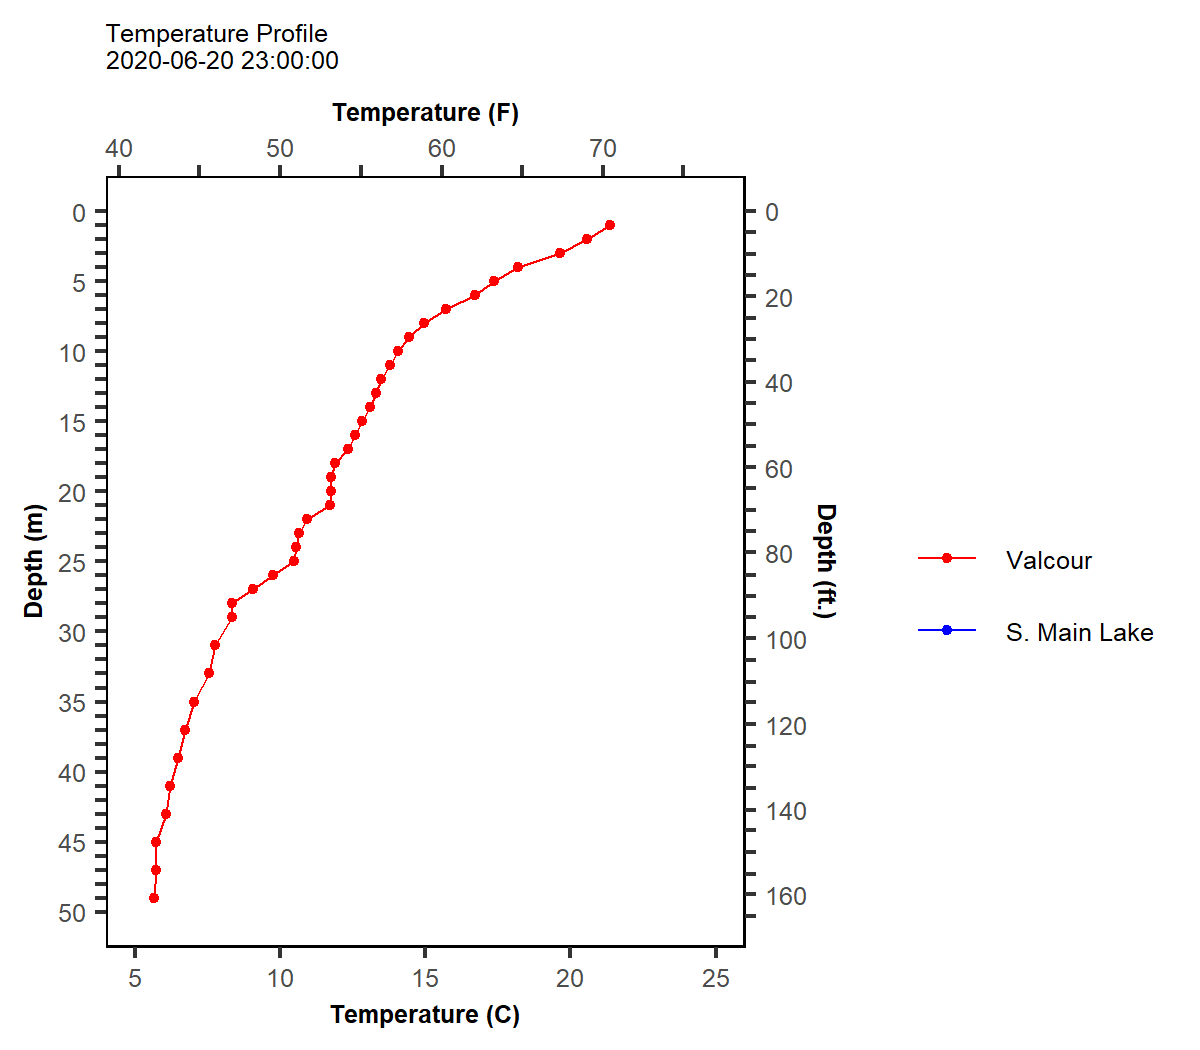 Temperature Profile
2020-06-20 23:00:00
Temperature (F)
40 50 60 70
0
5
10
15
20
25
30
35
40
45
50
Depth (m)
0
20
40
60
80
100
120
140
160
Depth (ft.)
Valcour
S. Main Lake
5 10 15 20 25
Temperature (C)